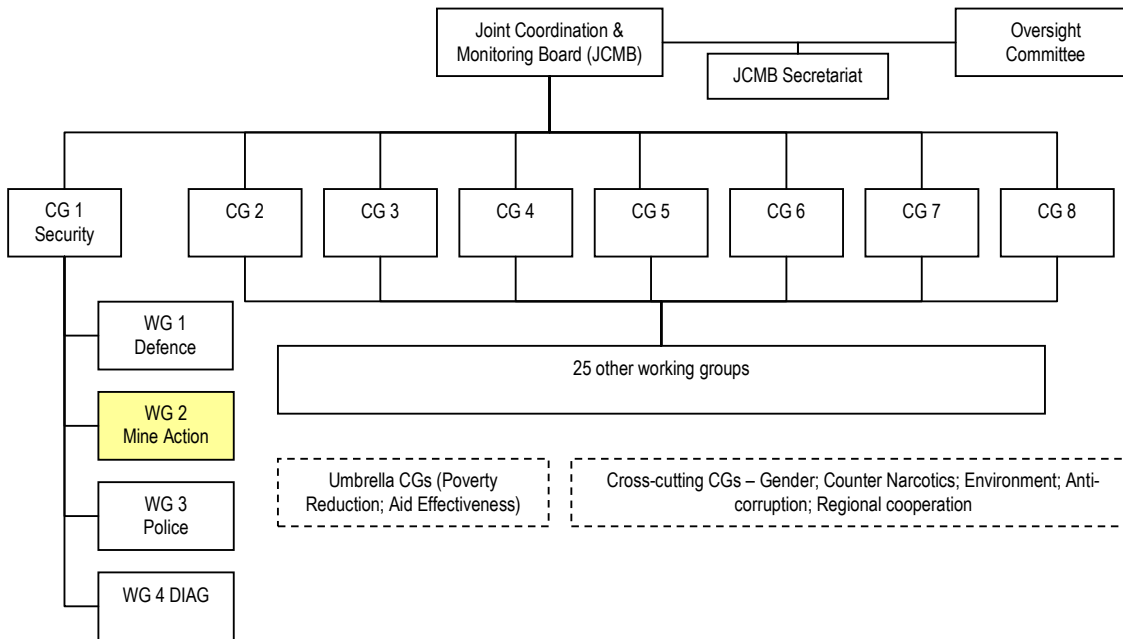 Joint Coordination &
Monitoring Board (JCMB)
Oversight
Committee
JCMB Secretariat
CG 1
Security
CG 2
CG 3
CG 4
CG 5
CG 6
CG 7
CG 8
WG 1
Defence
25 other working groups
WG 2
Mine Action
Umbrella CGs (Poverty
Reduction; Aid Effectiveness)
Cross-cutting CGs – Gender; Counter Narcotics; Environment; Anti-
corruption; Regional cooperation
WG 3
Police
WG 4 DIAG